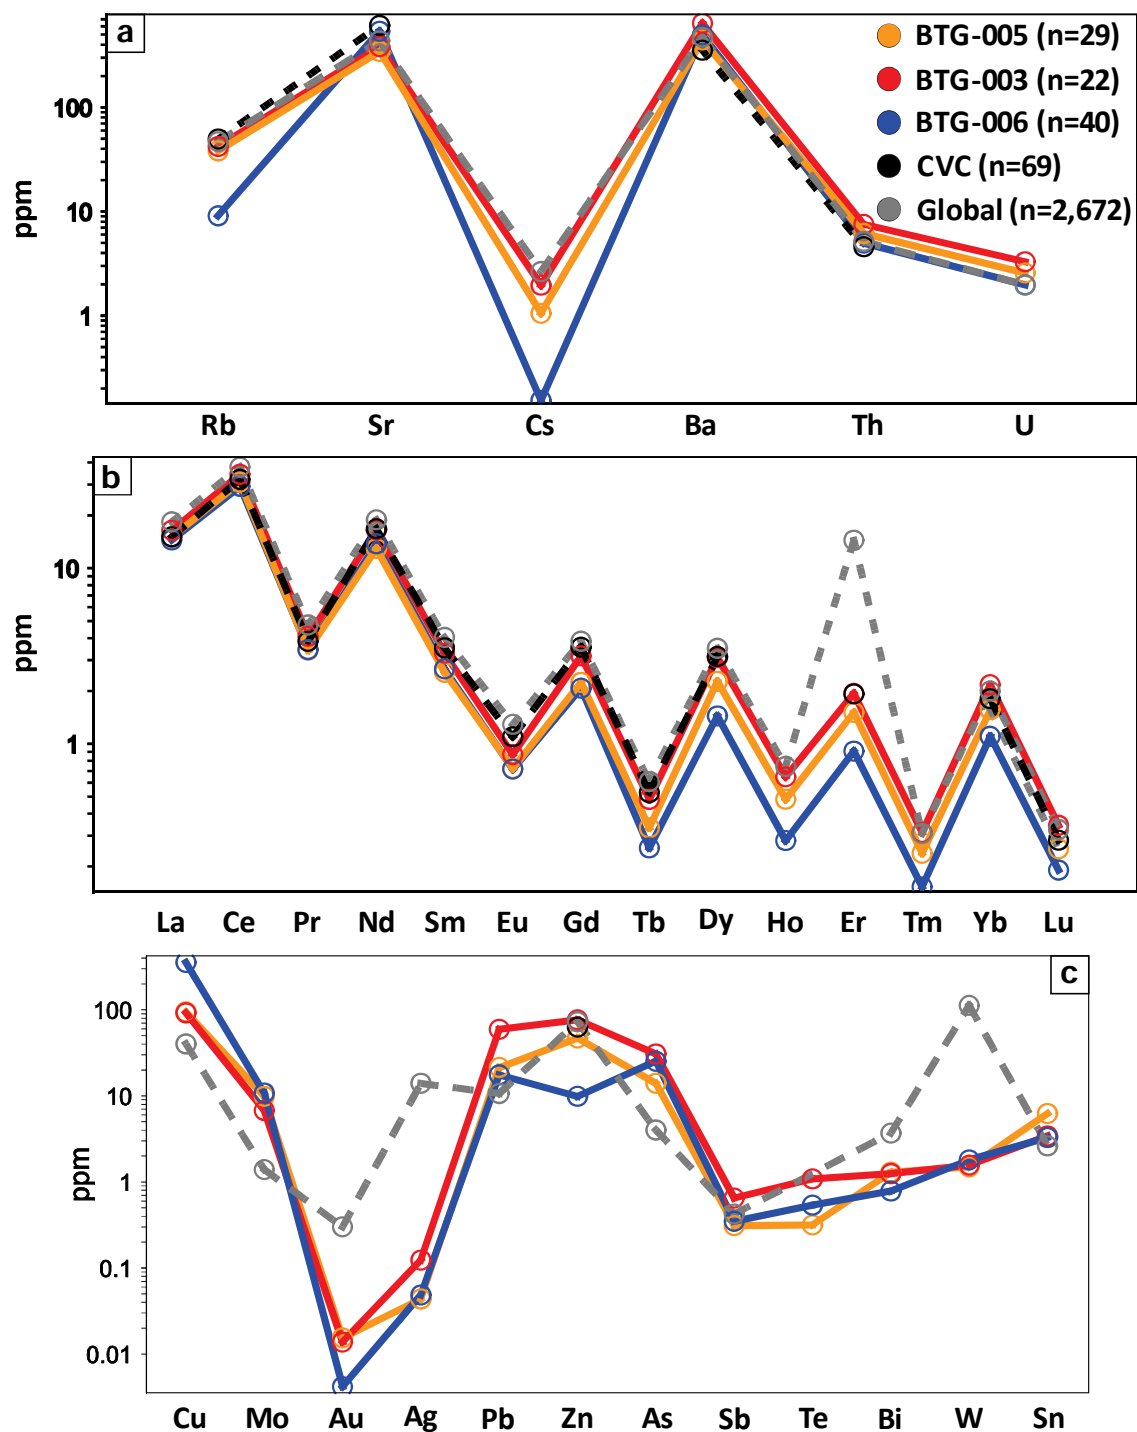 a
BTG-005 (n=29)
BTG-003 (n=22)
BTG-006 (n=40)
CVC (n=69)
Global (n=2,672)
100
10
1
ppm
Rb Sr Cs Ba Th U
b
10
1
ppm
La Ce Pr Nd Sm Eu Gd Tb Dy Ho Er Tm Yb Lu
c
100
10
1
0.1
0.01
ppm
Cu Mo Au Ag Pb Zn As Sb Te Bi W Sn